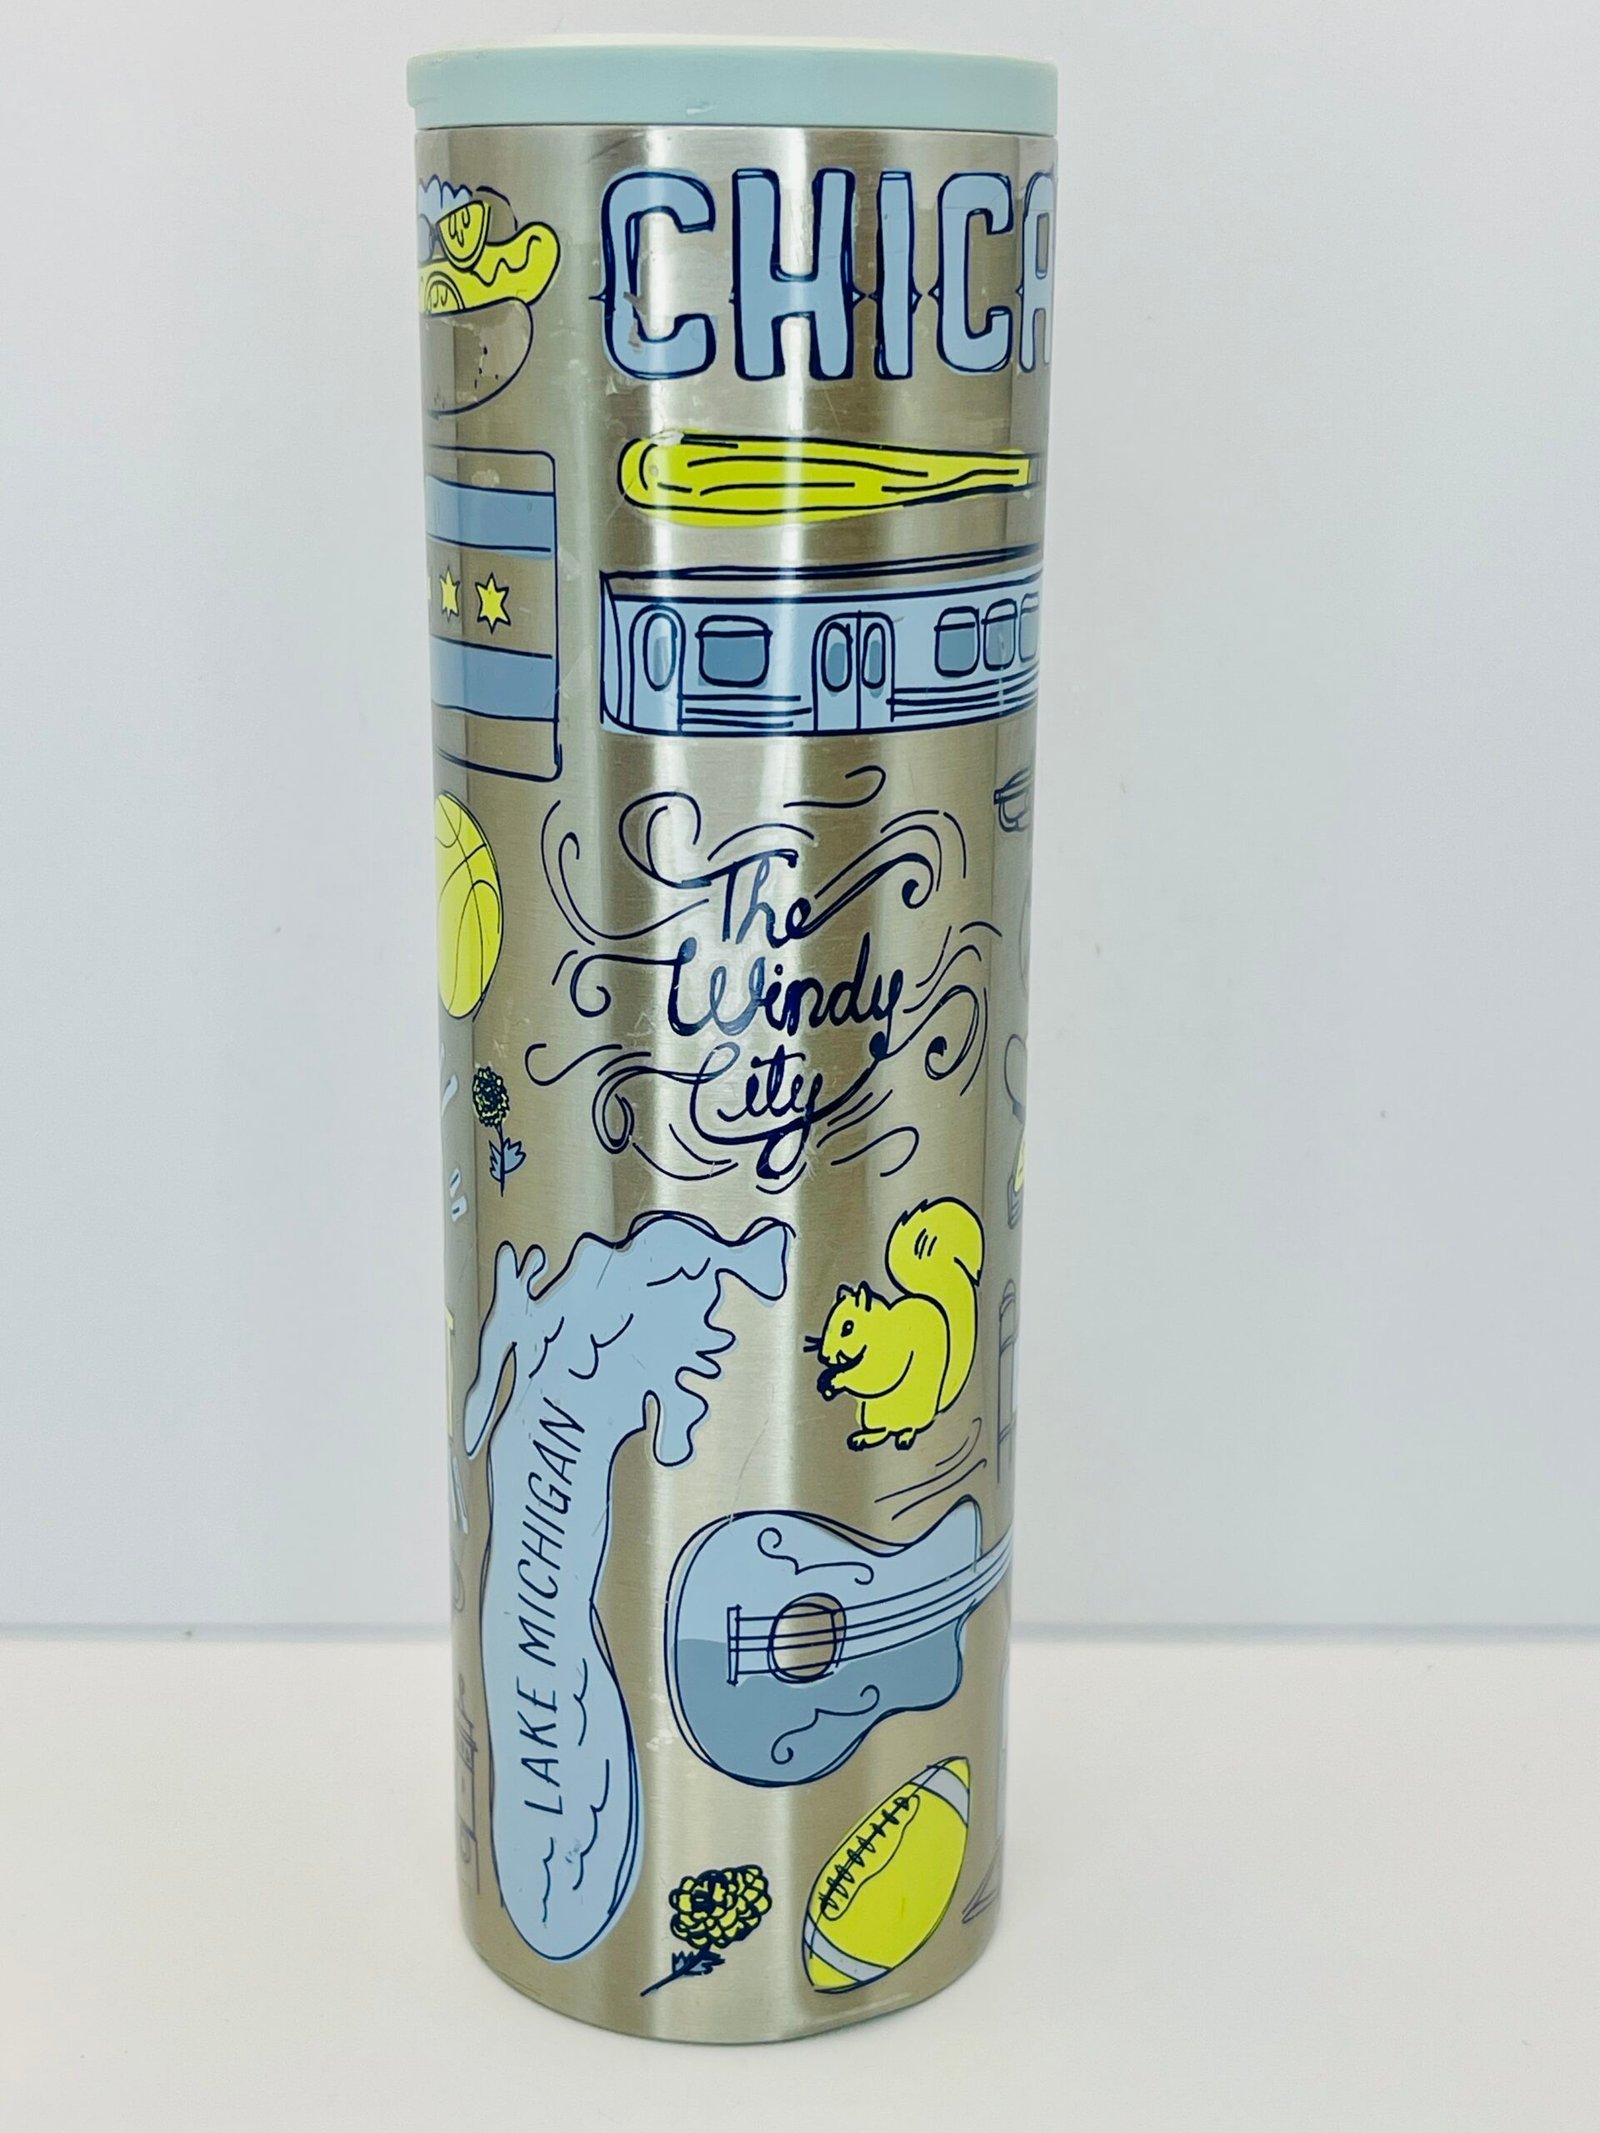 CHICA
The
Windy
City
LAKE MICHIGAN